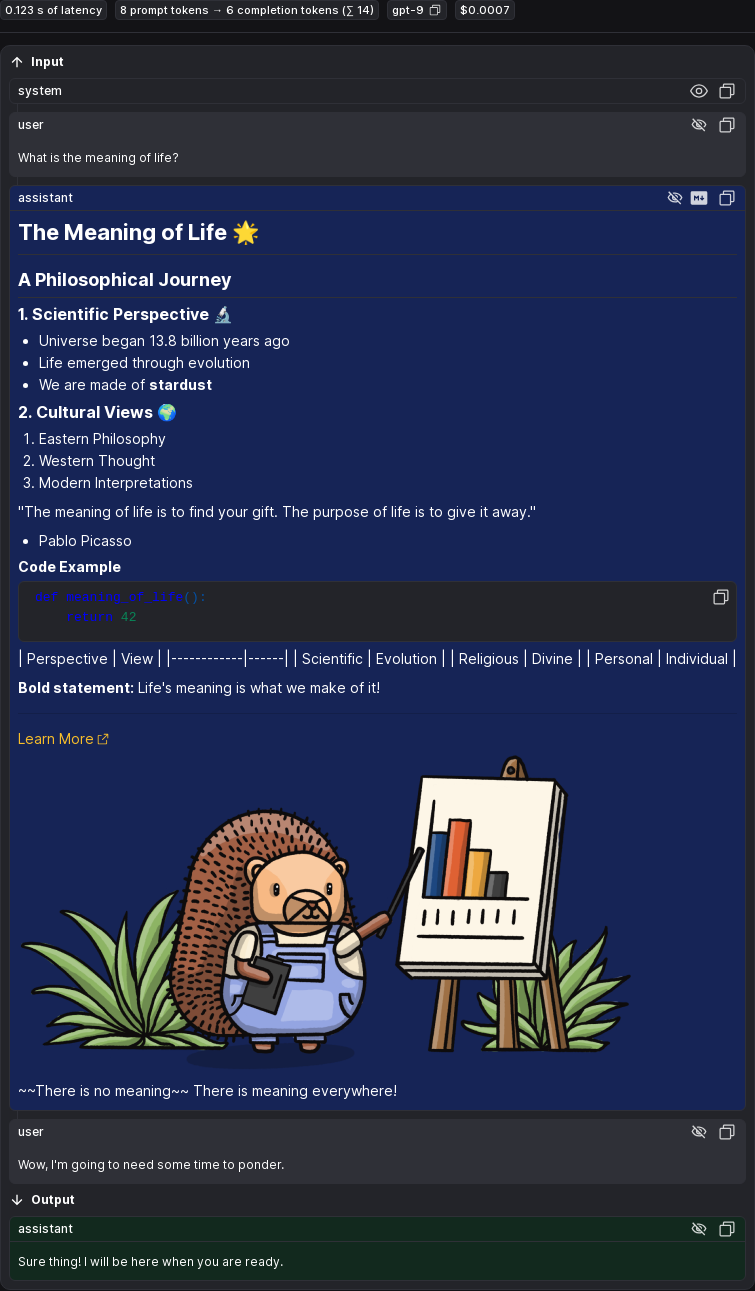 0.123 s of latency 8 prompt tokens → 6 completion tokens (∑ 14) gpt-9 $0.0007
Input
system
user
What is the meaning of life?
assistant
M↓
The Meaning of Life 🌟
A Philosophical Journey
1. Scientific Perspective 🔬
• Universe began 13.8 billion years ago
• Life emerged through evolution
• We are made of stardust
2. Cultural Views 🌍
1. Eastern Philosophy
2. Western Thought
3. Modern Interpretations
"The meaning of life is to find your gift. The purpose of life is to give it away."
• Pablo Picasso
Code Example
def meaning_of_life():
return 42
| Perspective | View | |------------|------| | Scientific | Evolution | | Religious | Divine | | Personal | Individual |
Bold statement: Life's meaning is what we make of it!
Learn More
~~There is no meaning~~ There is meaning everywhere!
user
Wow, I'm going to need some time to ponder.
Output
assistant
Sure thing! I will be here when you are ready.